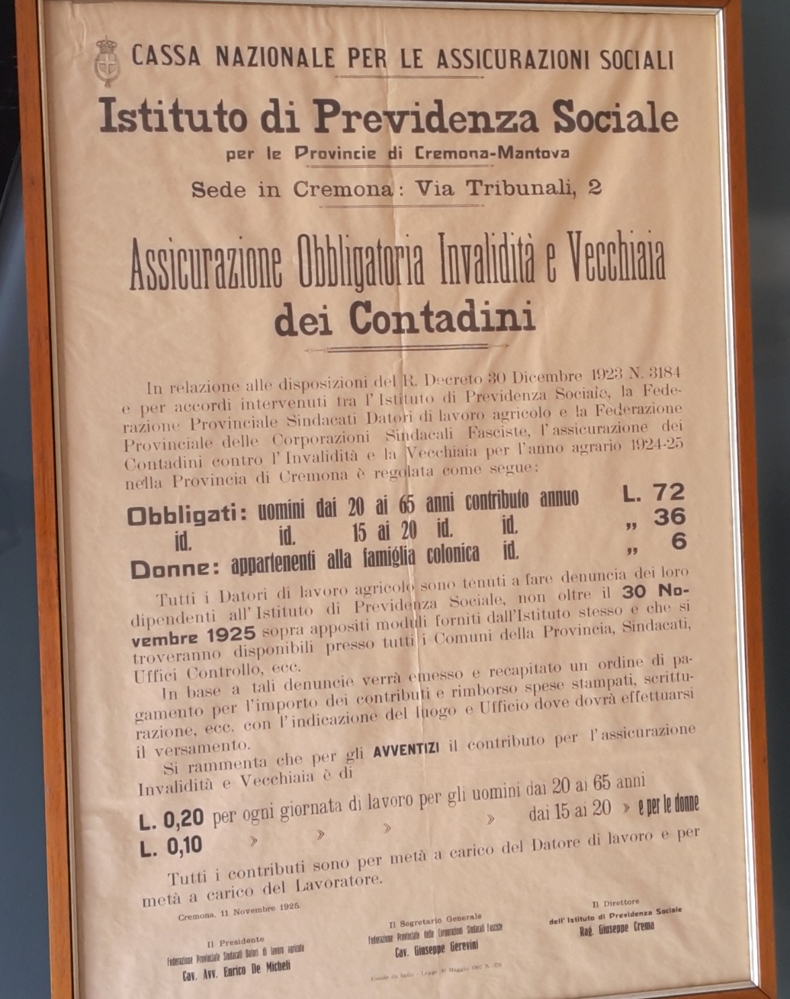 CASSA NAZIONALE PER LE ASSICURAZIONI SOCIALI
Istituto di Previdenza Sociale
per le Provincie di Cremona-Mantova
Sede in Cremona: Via Tribunali, 2
Assicurazione Obbligatoria Invalidità e Vecchiaia
dei Contadini
In relazione alle disposizioni del R. Decreto 30 Dicembre 1923 N. 3184
e per accordi intervenuti tra l'Istituto di Previdenza Sociale, la Fede-
razione Provinciale Sindacati Datori di lavoro agricolo e la Federazione
Provinciale delle Corporazioni Sindacali Fasciste, l'assicurazione dei
Contadini contro l'Invalidità e la Vecchiaia per l'anno agrario 1924-25
nella Provincia di Cremona è regolata come segue:
Obbligati: uomini dai 20 ai 65 anni contributo annuo L. 72
id. id. 15 ai 20 id. id. „ 36
Donne: appartenenti alla famiglia colonica id. „ 6
Tutti i Datori di lavoro agricolo sono tenuti a fare denuncia dei loro
dipendenti all'Istituto di Previdenza Sociale, non oltre il 30 No-
vembre 1925 sopra appositi moduli forniti dall'Istituto stesso e che si
troveranno disponibili presso tutti i Comuni della Provincia, Sindacati,
Uffici Controllo, ecc.
In base a tali denuncie verrà emesso e recapitato un ordine di pa-
gamento per l'importo dei contributi e rimborso spese stampati, scrittu-
razione, ecc. con l'indicazione del luogo e Ufficio dove dovrà effettuarsi
il versamento.
Si rammenta che per gli AVVENTIZI il contributo per l'assicurazione
Invalidità e Vecchiaia è di
L. 0,20 per ogni giornata di lavoro per gli uomini dai 20 ai 65 anni
L. 0,10 » » » » dai 15 ai 20 » e per le donne
Tutti i contributi sono per metà a carico del Datore di lavoro e per
metà a carico del Lavoratore.
Cremona, 11 Novembre 1925.
Il Presidente
Federazione Provinciale Sindacati Datori di lavoro agricolo
Cav. Avv. Enrico De Micheli
Il Segretario Generale
Federazione Provinciale delle Corporazioni Sindacali Fasciste
Cav. Giuseppe Gerevini
Il Direttore
dell'Istituto di Previdenza Sociale
Rag. Giuseppe Crema
Esente da bollo - Legge 30 Maggio 1907 N. 376